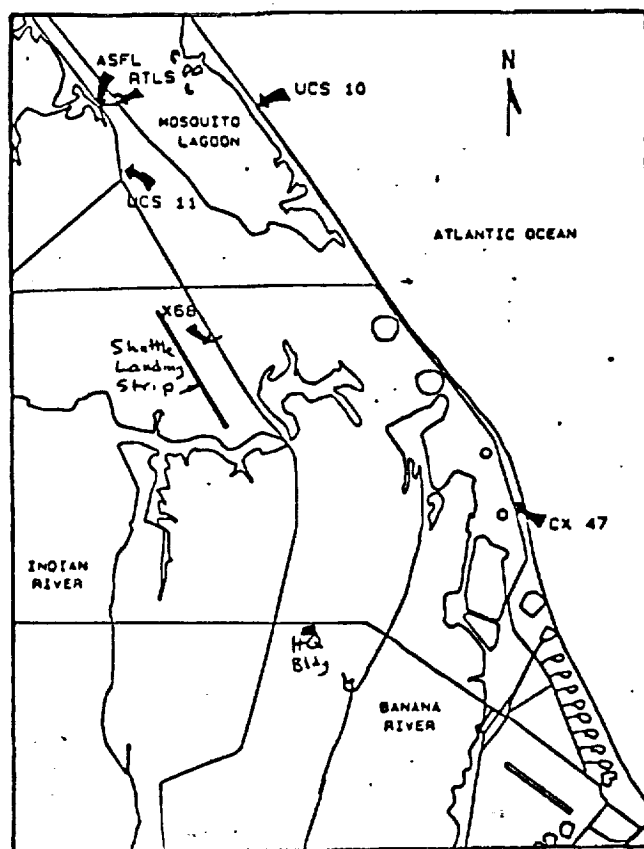 ASFL
RTLS
UCS 10
N
MOSQUITO
LAGOON
UCS 11
ATLANTIC OCEAN
X68
Shuttle
Landing
Strip
CX 47
INDIAN
RIVER
HQ
Bldg
BANANA
RIVER